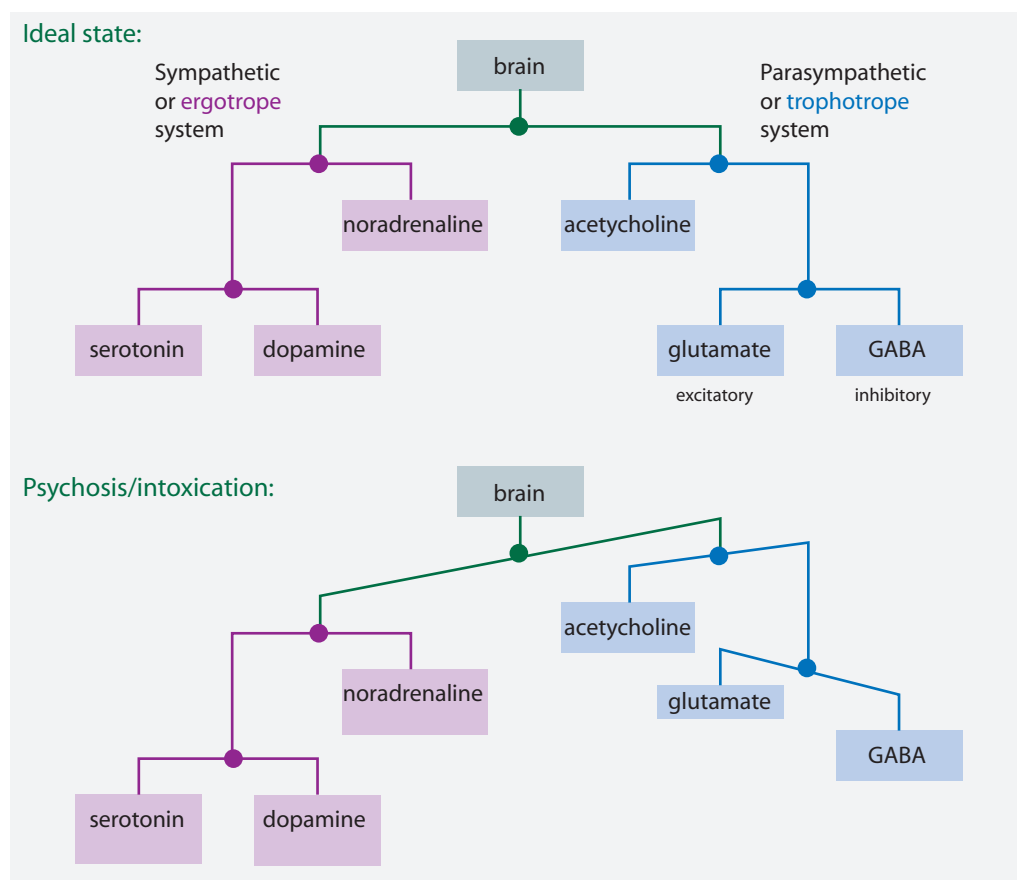 Ideal state:
brain
Sympathetic
or ergotrope
system
Parasympathetic
or trophotrope
system
noradrenaline
acetycholine
serotonin
dopamine
glutamate
GABA
excitatory
inhibitory
Psychosis/intoxication:
brain
acetycholine
noradrenaline
glutamate
GABA
serotonin
dopamine